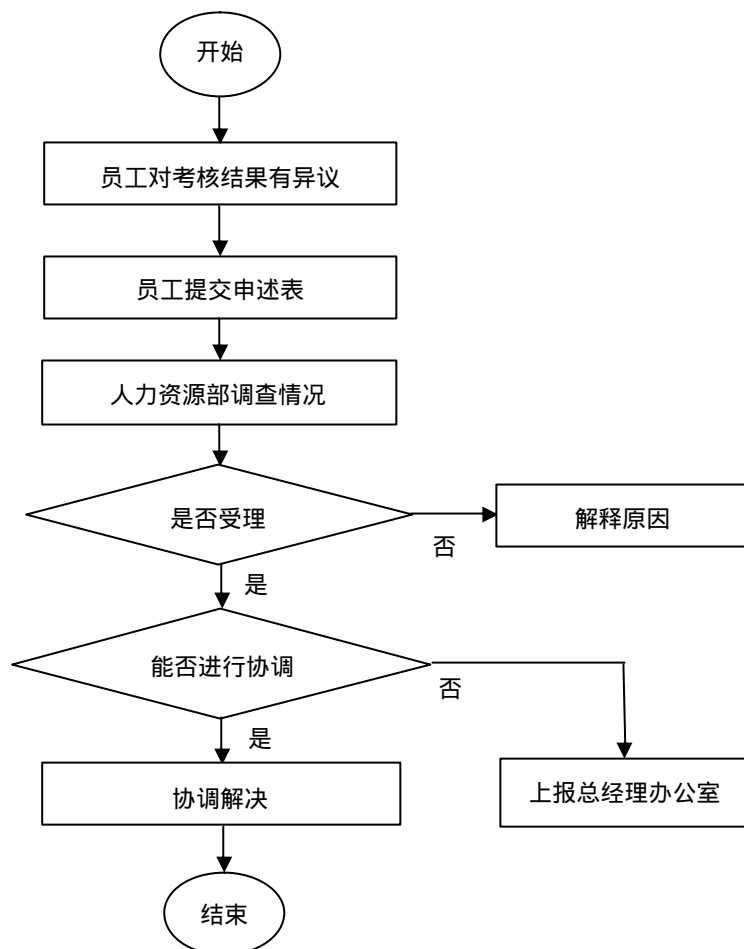 开始
员工对考核结果有异议
员工提交申述表
人力资源部调查情况
是否受理
否
解释原因
是
能否进行协调
否
是
协调解决
上报总经理办公室
结束